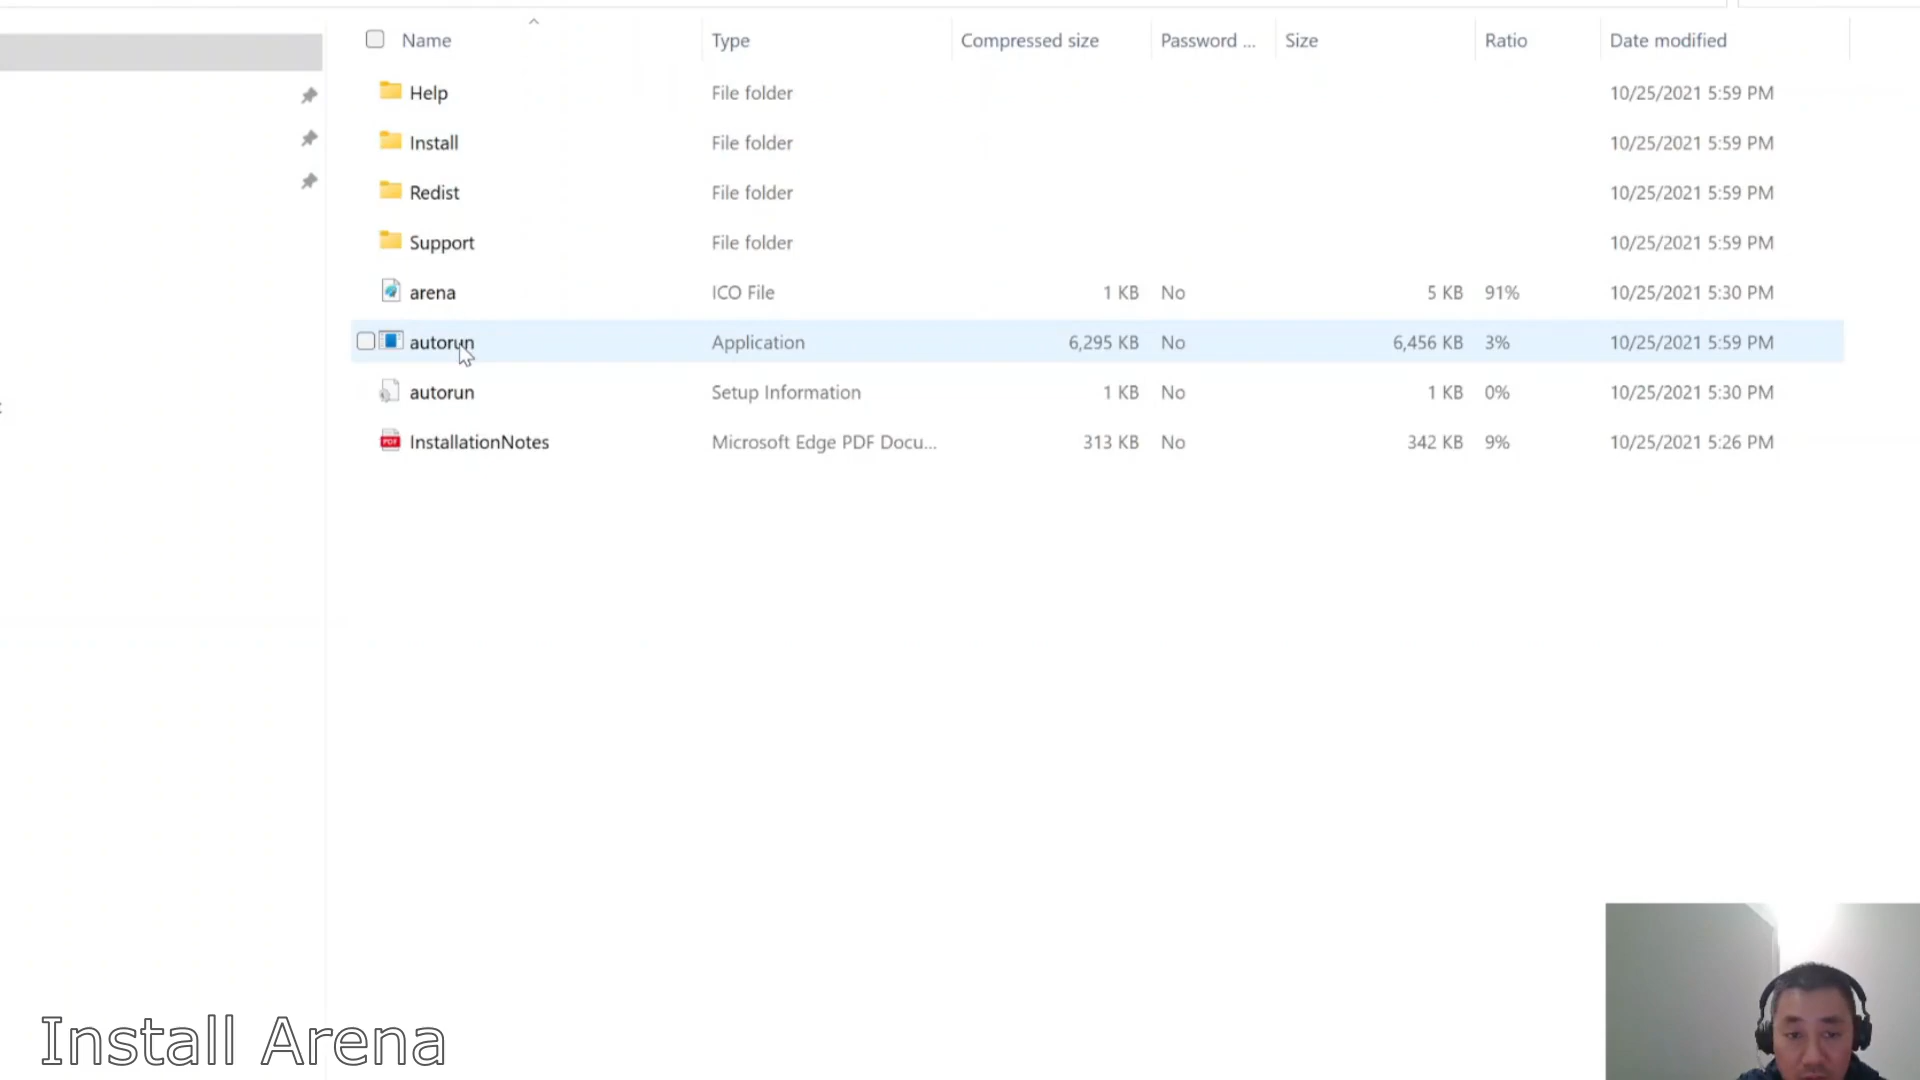 Name Type Compressed size Password ... Size Ratio Date modified
Help File folder 10/25/2021 5:59 PM
Install File folder 10/25/2021 5:59 PM
Redist File folder 10/25/2021 5:59 PM
Support File folder 10/25/2021 5:59 PM
arena ICO File 1 KB No 5 KB 91% 10/25/2021 5:30 PM
autorun Application 6,295 KB No 6,456 KB 3% 10/25/2021 5:59 PM
autorun Setup Information 1 KB No 1 KB 0% 10/25/2021 5:30 PM
InstallationNotes Microsoft Edge PDF Docu... 313 KB No 342 KB 9% 10/25/2021 5:26 PM
Install Arena